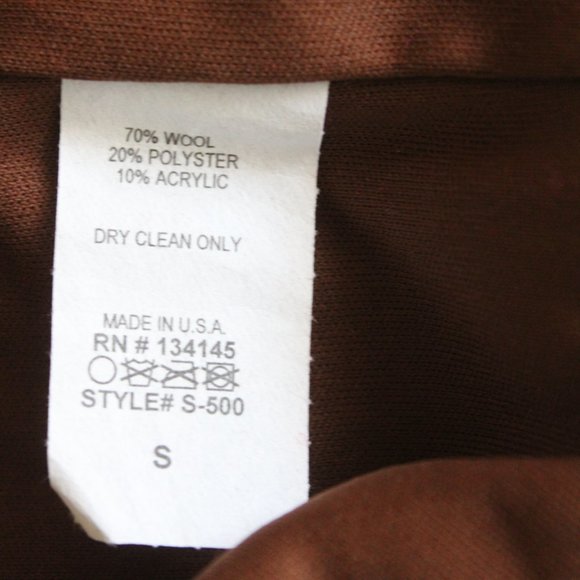 70% WOOL
20% POLYSTER
10% ACRYLIC
DRY CLEAN ONLY
MADE IN U.S.A.
RN # 134145
STYLE# S-500
S